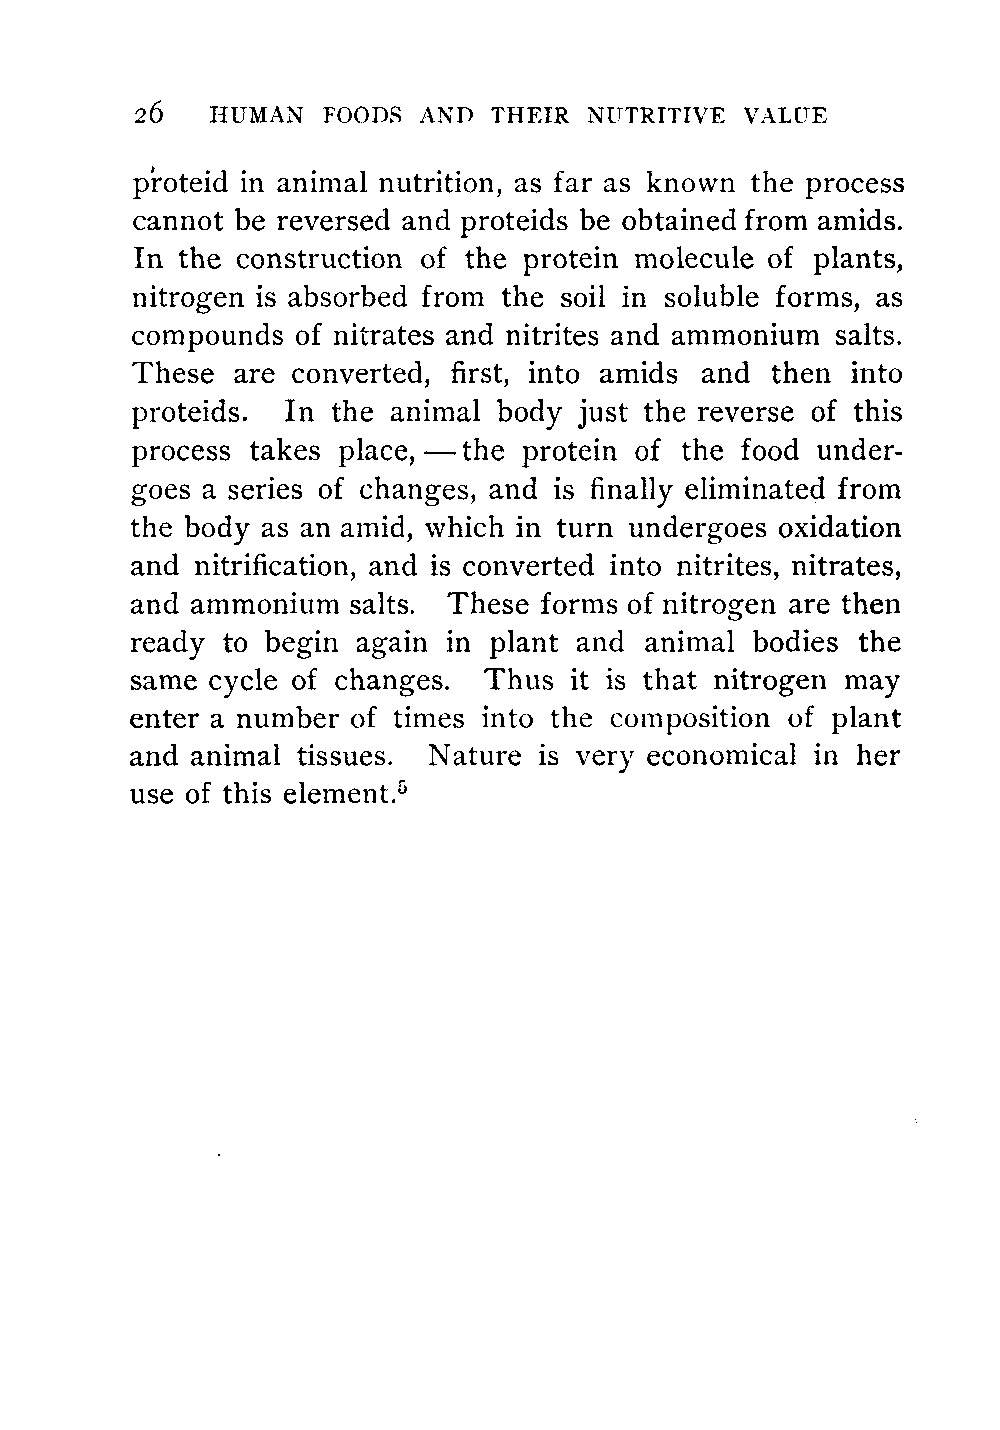 26 HUMAN FOODS AND THEIR NUTRITIVE VALUE
proteid in animal nutrition, as far as known the process
cannot be reversed and proteids be obtained from amids.
In the construction of the protein molecule of plants,
nitrogen is absorbed from the soil in soluble forms, as
compounds of nitrates and nitrites and ammonium salts.
These are converted, first, into amids and then into
proteids. In the animal body just the reverse of this
process takes place, — the protein of the food under-
goes a series of changes, and is finally eliminated from
the body as an amid, which in turn undergoes oxidation
and nitrification, and is converted into nitrites, nitrates,
and ammonium salts. These forms of nitrogen are then
ready to begin again in plant and animal bodies the
same cycle of changes. Thus it is that nitrogen may
enter a number of times into the composition of plant
and animal tissues. Nature is very economical in her
use of this element.⁵